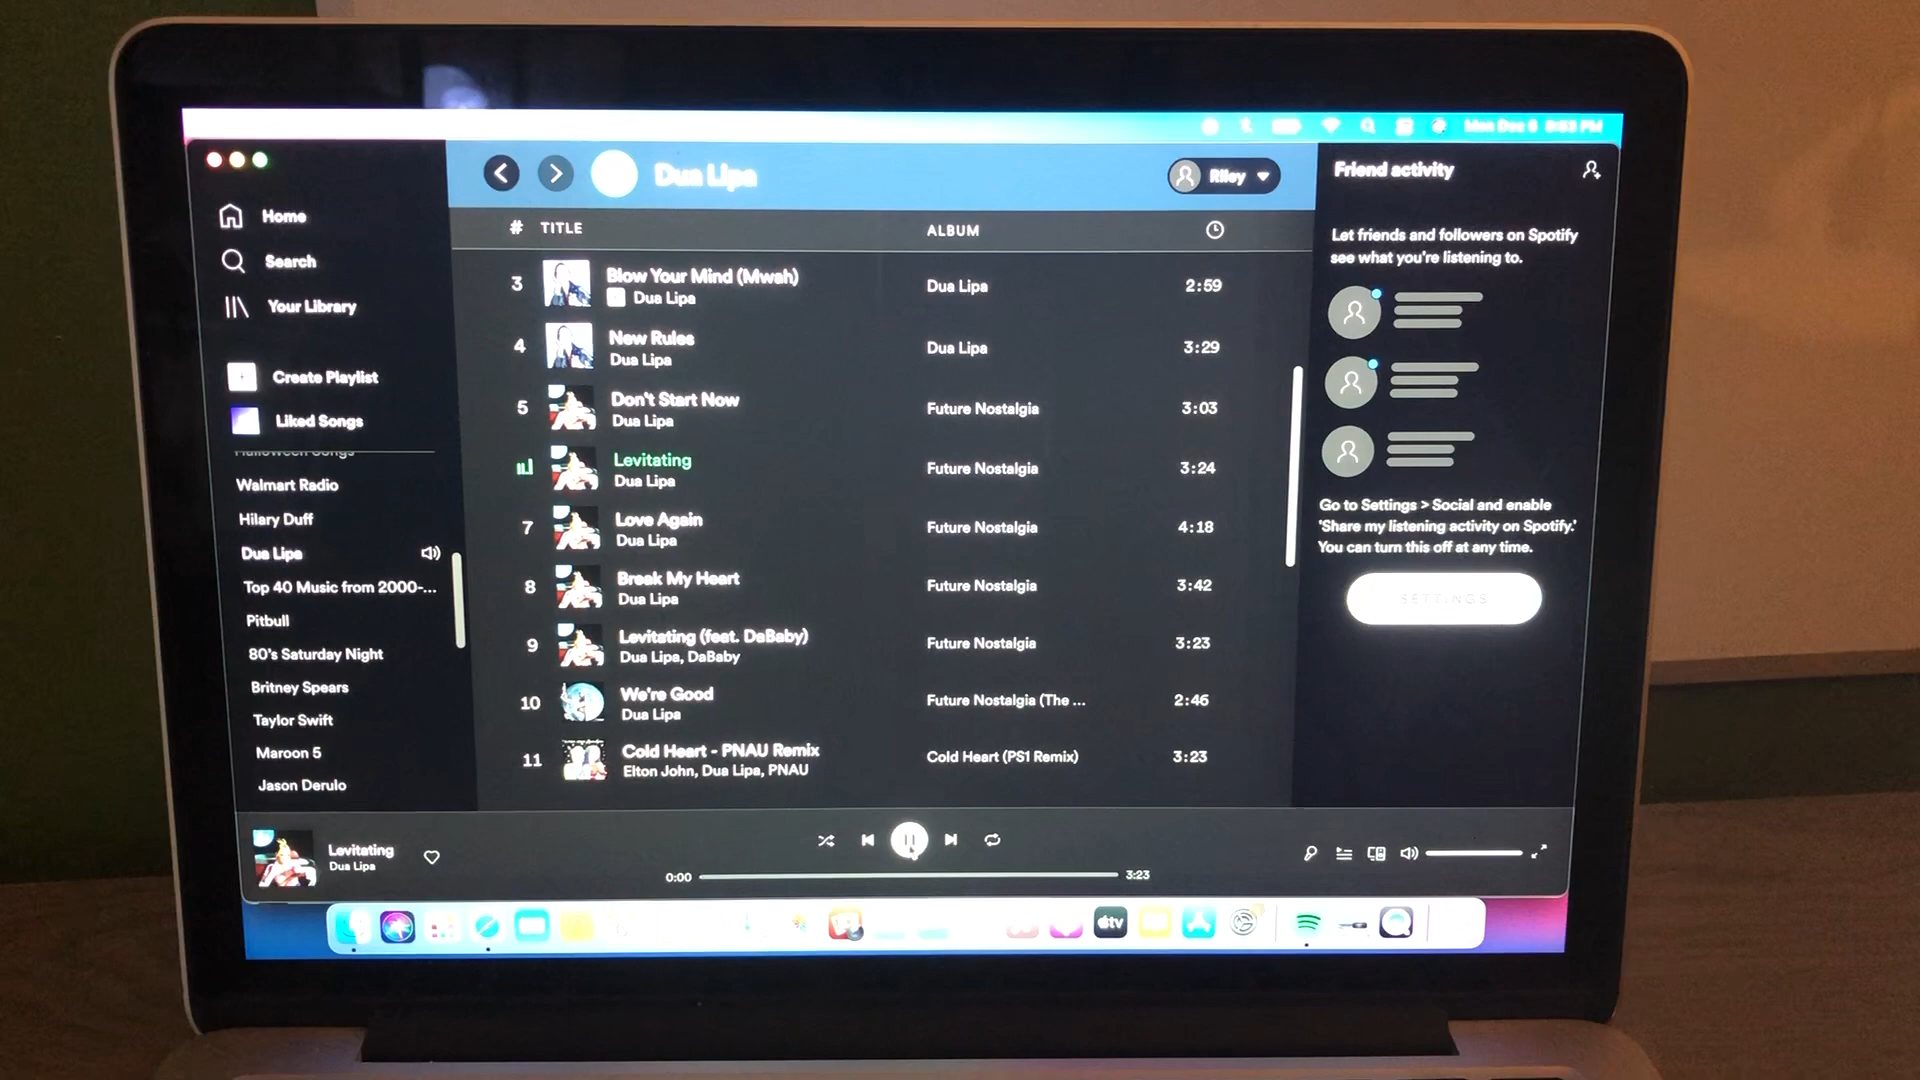 Mon Dec 8:53 PM
Home
Search
Your Library
Create Playlist
Liked Songs
Halloween Songs
Walmart Radio
Hilary Duff
Dua Lipa
Top 40 Music from 2000-...
Pitbull
80's Saturday Night
Britney Spears
Taylor Swift
Maroon 5
Jason Derulo
Dua Lipa
Riley
# TITLE ALBUM
3 Blow Your Mind (Mwah) Dua Lipa 2:59
Dua Lipa
4 New Rules Dua Lipa 3:29
Dua Lipa
5 Don't Start Now Future Nostalgia 3:03
Dua Lipa
Levitating Future Nostalgia 3:24
Dua Lipa
7 Love Again Future Nostalgia 4:18
Dua Lipa
8 Break My Heart Future Nostalgia 3:42
Dua Lipa
9 Levitating (feat. DaBaby) Future Nostalgia 3:23
Dua Lipa, DaBaby
10 We're Good Future Nostalgia (The ... 2:46
Dua Lipa
11 Cold Heart - PNAU Remix Cold Heart (PS1 Remix) 3:23
Elton John, Dua Lipa, PNAU
Friend activity
Let friends and followers on Spotify
see what you're listening to.
Go to Settings > Social and enable
'Share my listening activity on Spotify.'
You can turn this off at any time.
SETTINGS
Levitating
Dua Lipa
0:00 3:23
tv